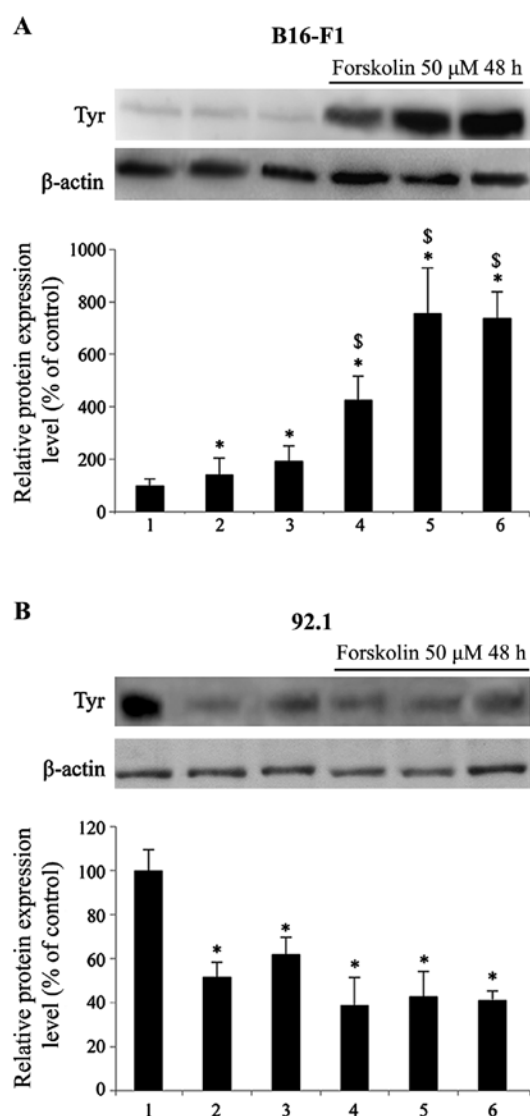 A
B16-F1
Forskolin 50 μM 48 h
Tyr
β-actin
Relative protein expression
level (% of control)
1000
800
600
400
200
0
$
*
$
*
$
*
*
*
1 2 3 4 5 6
B
92.1
Forskolin 50 μM 48 h
Tyr
β-actin
Relative protein expression
level (% of control)
120
100
80
60
40
20
0
* * * * *
1 2 3 4 5 6